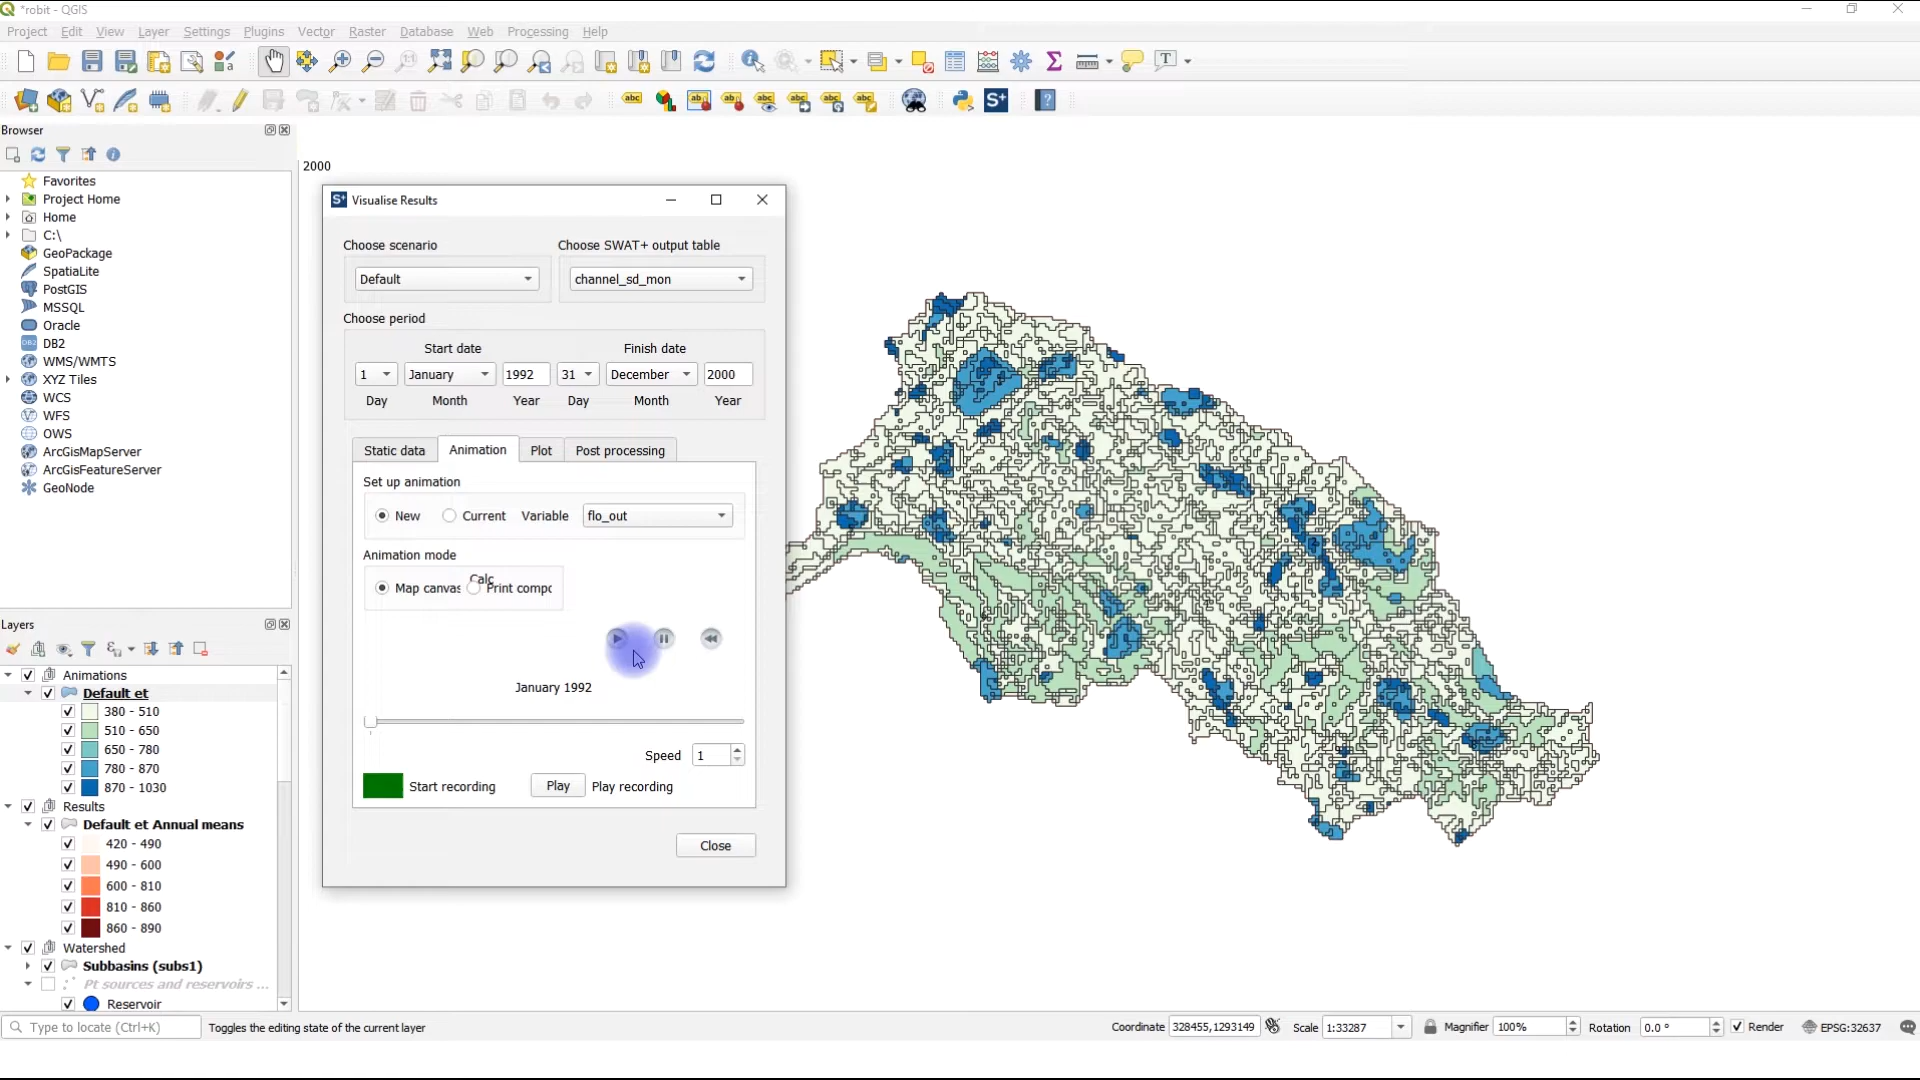 *robit - QGIS
Project Edit View Layer Settings Plugins Vector Raster Database Web Processing Help
Browser
Favorites
Project Home
Home
C:\
GeoPackage
SpatiaLite
PostGIS
MSSQL
Oracle
DB2
WMS/WMTS
XYZ Tiles
WCS
WFS
OWS
ArcGisMapServer
ArcGisFeatureServer
GeoNode
Layers
Animations
Default et
380 - 510
510 - 650
650 - 780
780 - 870
870 - 1030
Results
Default et Annual means
420 - 490
490 - 600
600 - 810
810 - 860
860 - 890
Watershed
Subbasins (subs1)
Pt sources and reservoirs ...
Reservoir
2000
S+ Visualise Results
Choose scenario Choose SWAT+ output table
Default channel_sd_mon
Choose period
Start date Finish date
1 January 1992 31 December 2000
Day Month Year Day Month Year
Static data Animation Plot Post processing
Set up animation
New Current Variable flo_out
Animation mode
Calc
Map canvas Print compo
January 1992
Speed 1
Start recording Play Play recording
Close
Type to locate (Ctrl+K) Toggles the editing state of the current layer Coordinate 328455,1293149 Scale 1:33287 Magnifier 100% Rotation 0.0 ° Render EPSG:32637